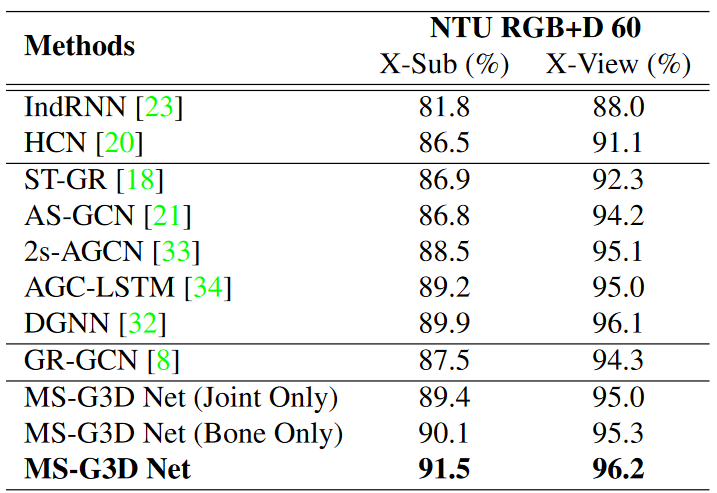 Methods NTU RGB+D 60
X-Sub (%) X-View (%)
IndRNN [23] 81.8 88.0
HCN [20] 86.5 91.1
ST-GR [18] 86.9 92.3
AS-GCN [21] 86.8 94.2
2s-AGCN [33] 88.5 95.1
AGC-LSTM [34] 89.2 95.0
DGNN [32] 89.9 96.1
GR-GCN [8] 87.5 94.3
MS-G3D Net (Joint Only) 89.4 95.0
MS-G3D Net (Bone Only) 90.1 95.3
MS-G3D Net 91.5 96.2